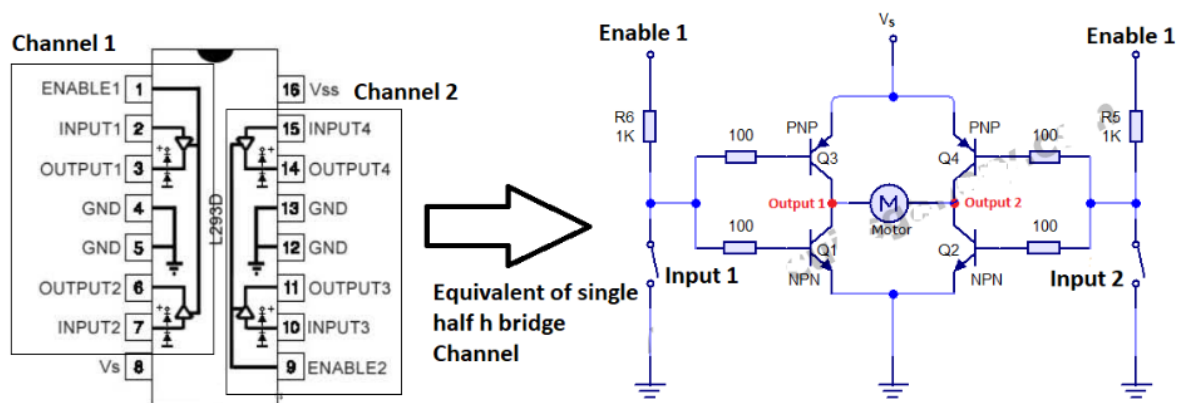 Channel 1
ENABLE1 1
INPUT1 2
OUTPUT1 3
GND 4
GND 5
OUTPUT2 6
INPUT2 7
Vs 8
L293D
Channel 2
16 Vss
15 INPUT4
14 OUTPUT4
13 GND
12 GND
11 OUTPUT3
10 INPUT3
9 ENABLE2
Equivalent of single
half h bridge
Channel
Enable 1
Vs
Enable 1
R6
1K
R5
1K
100
PNP
Q3
PNP
Q4
100
Output 1
M
Motor
Output 2
100
Q1
NPN
Q2
NPN
100
Input 1
Input 2